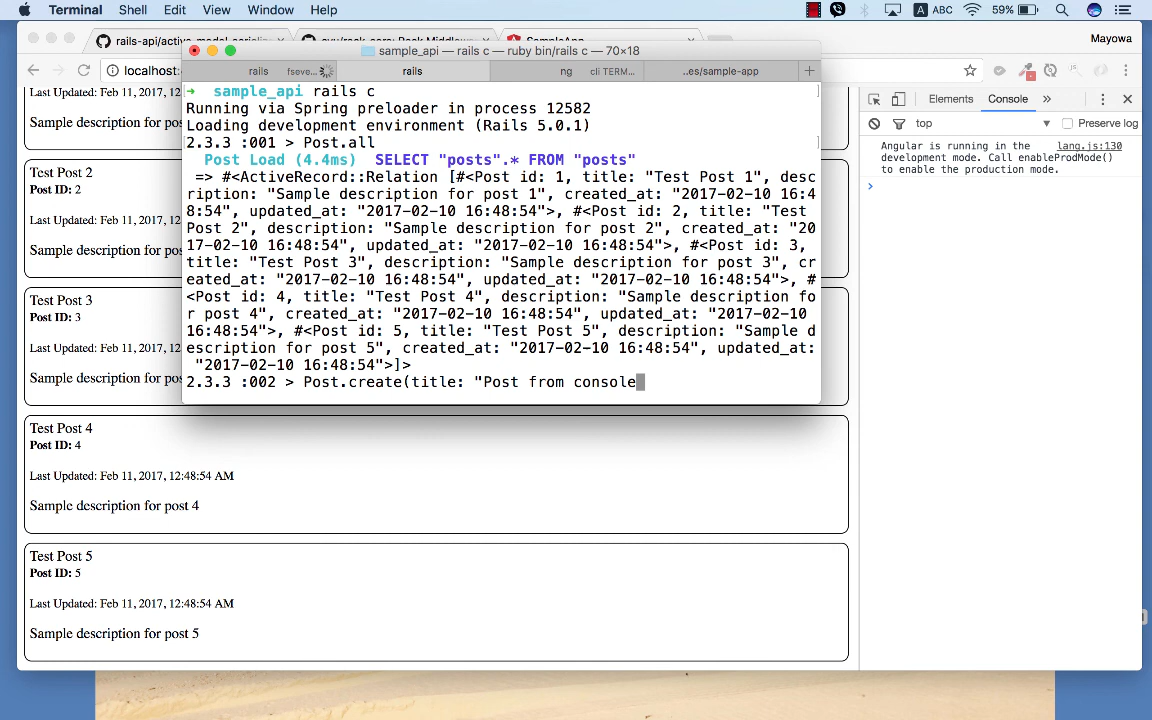 Terminal Shell Edit View Window Help A ABC 59%
rails-api/active_model_serializ SampleApp Mayowa
sample_api — rails c — ruby bin/rails c — 70×18
localhost:
rails fseve... rails ng cli TERM... ..es/sample-app
Elements Console »
top Preserve log
Angular is running in the lang.js:130
development mode. Call enableProdMode()
to enable the production mode.
>
→ sample_api rails c
Running via Spring preloader in process 12582
Loading development environment (Rails 5.0.1)
2.3.3 :001 > Post.all
Post Load (4.4ms) SELECT "posts".* FROM "posts"
=> #<ActiveRecord::Relation [#<Post id: 1, title: "Test Post 1", desc
ription: "Sample description for post 1", created_at: "2017-02-10 16:4
8:54", updated_at: "2017-02-10 16:48:54">, #<Post id: 2, title: "Test
Post 2", description: "Sample description for post 2", created_at: "20
17-02-10 16:48:54", updated_at: "2017-02-10 16:48:54">, #<Post id: 3,
title: "Test Post 3", description: "Sample description for post 3", cr
eated_at: "2017-02-10 16:48:54", updated_at: "2017-02-10 16:48:54">, #
<Post id: 4, title: "Test Post 4", description: "Sample description fo
r post 4", created_at: "2017-02-10 16:48:54", updated_at: "2017-02-10
16:48:54">, #<Post id: 5, title: "Test Post 5", description: "Sample d
escription for post 5", created_at: "2017-02-10 16:48:54", updated_at:
"2017-02-10 16:48:54">]>
2.3.3 :002 > Post.create(title: "Post from console
Last Updated: Feb 11, 2017, 12:
Sample description for pos
Test Post 2
Post ID: 2
Last Updated: Feb 11, 2017, 12:
Sample description for pos
Test Post 3
Post ID: 3
Last Updated: Feb 11, 2017, 12:
Sample description for pos
Test Post 4
Post ID: 4
Last Updated: Feb 11, 2017, 12:48:54 AM
Sample description for post 4
Test Post 5
Post ID: 5
Last Updated: Feb 11, 2017, 12:48:54 AM
Sample description for post 5